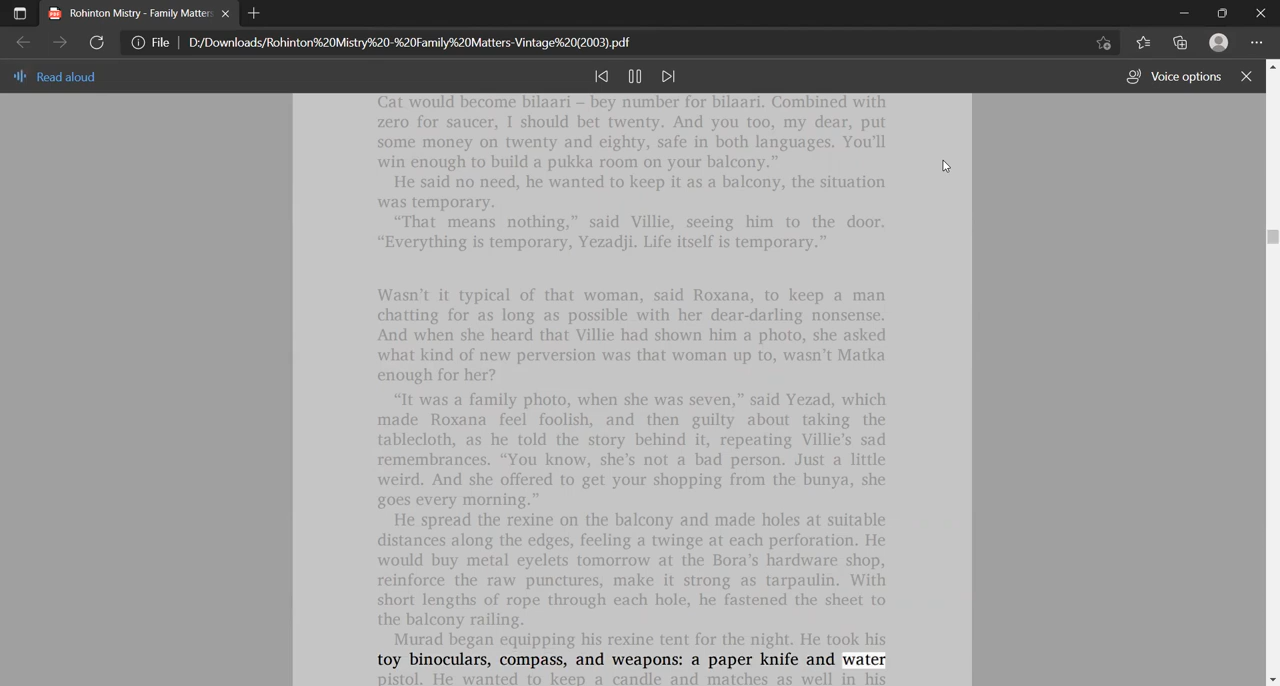 Rohinton Mistry - Family Matters
File D:/Downloads/Rohinton%20Mistry%20-%20Family%20Matters-Vintage%20(2003).pdf
Read aloud Voice options
Cat would become bilaari – bey number for bilaari. Combined with
zero for saucer, I should bet twenty. And you too, my dear, put
some money on twenty and eighty, safe in both languages. You’ll
win enough to build a pukka room on your balcony.”
He said no need, he wanted to keep it as a balcony, the situation
was temporary.
“That means nothing,” said Villie, seeing him to the door.
“Everything is temporary, Yezadji. Life itself is temporary.”
Wasn’t it typical of that woman, said Roxana, to keep a man
chatting for as long as possible with her dear-darling nonsense.
And when she heard that Villie had shown him a photo, she asked
what kind of new perversion was that woman up to, wasn’t Matka
enough for her?
“It was a family photo, when she was seven,” said Yezad, which
made Roxana feel foolish, and then guilty about taking the
tablecloth, as he told the story behind it, repeating Villie’s sad
remembrances. “You know, she’s not a bad person. Just a little
weird. And she offered to get your shopping from the bunya, she
goes every morning.”
He spread the rexine on the balcony and made holes at suitable
distances along the edges, feeling a twinge at each perforation. He
would buy metal eyelets tomorrow at the Bora’s hardware shop,
reinforce the raw punctures, make it strong as tarpaulin. With
short lengths of rope through each hole, he fastened the sheet to
the balcony railing.
Murad began equipping his rexine tent for the night. He took his
toy binoculars, compass, and weapons: a paper knife and water
pistol. He wanted to keep a candle and matches as well in his